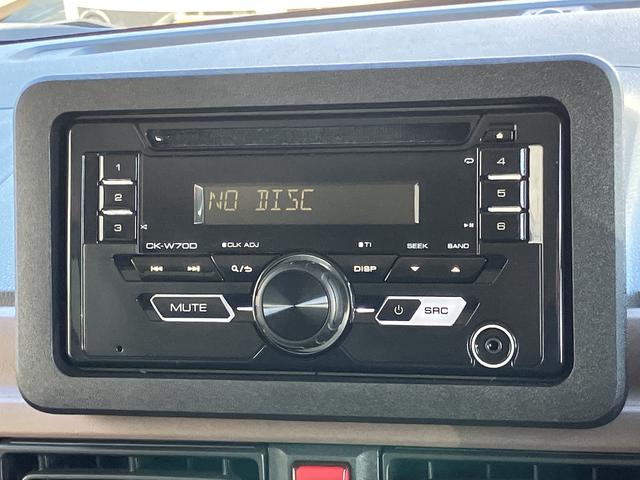 1
2
3
4
5
6
NO DISC
CK-W70D
CLK ADJ
TI
SEEK
BAND
DISP
MUTE
SRC